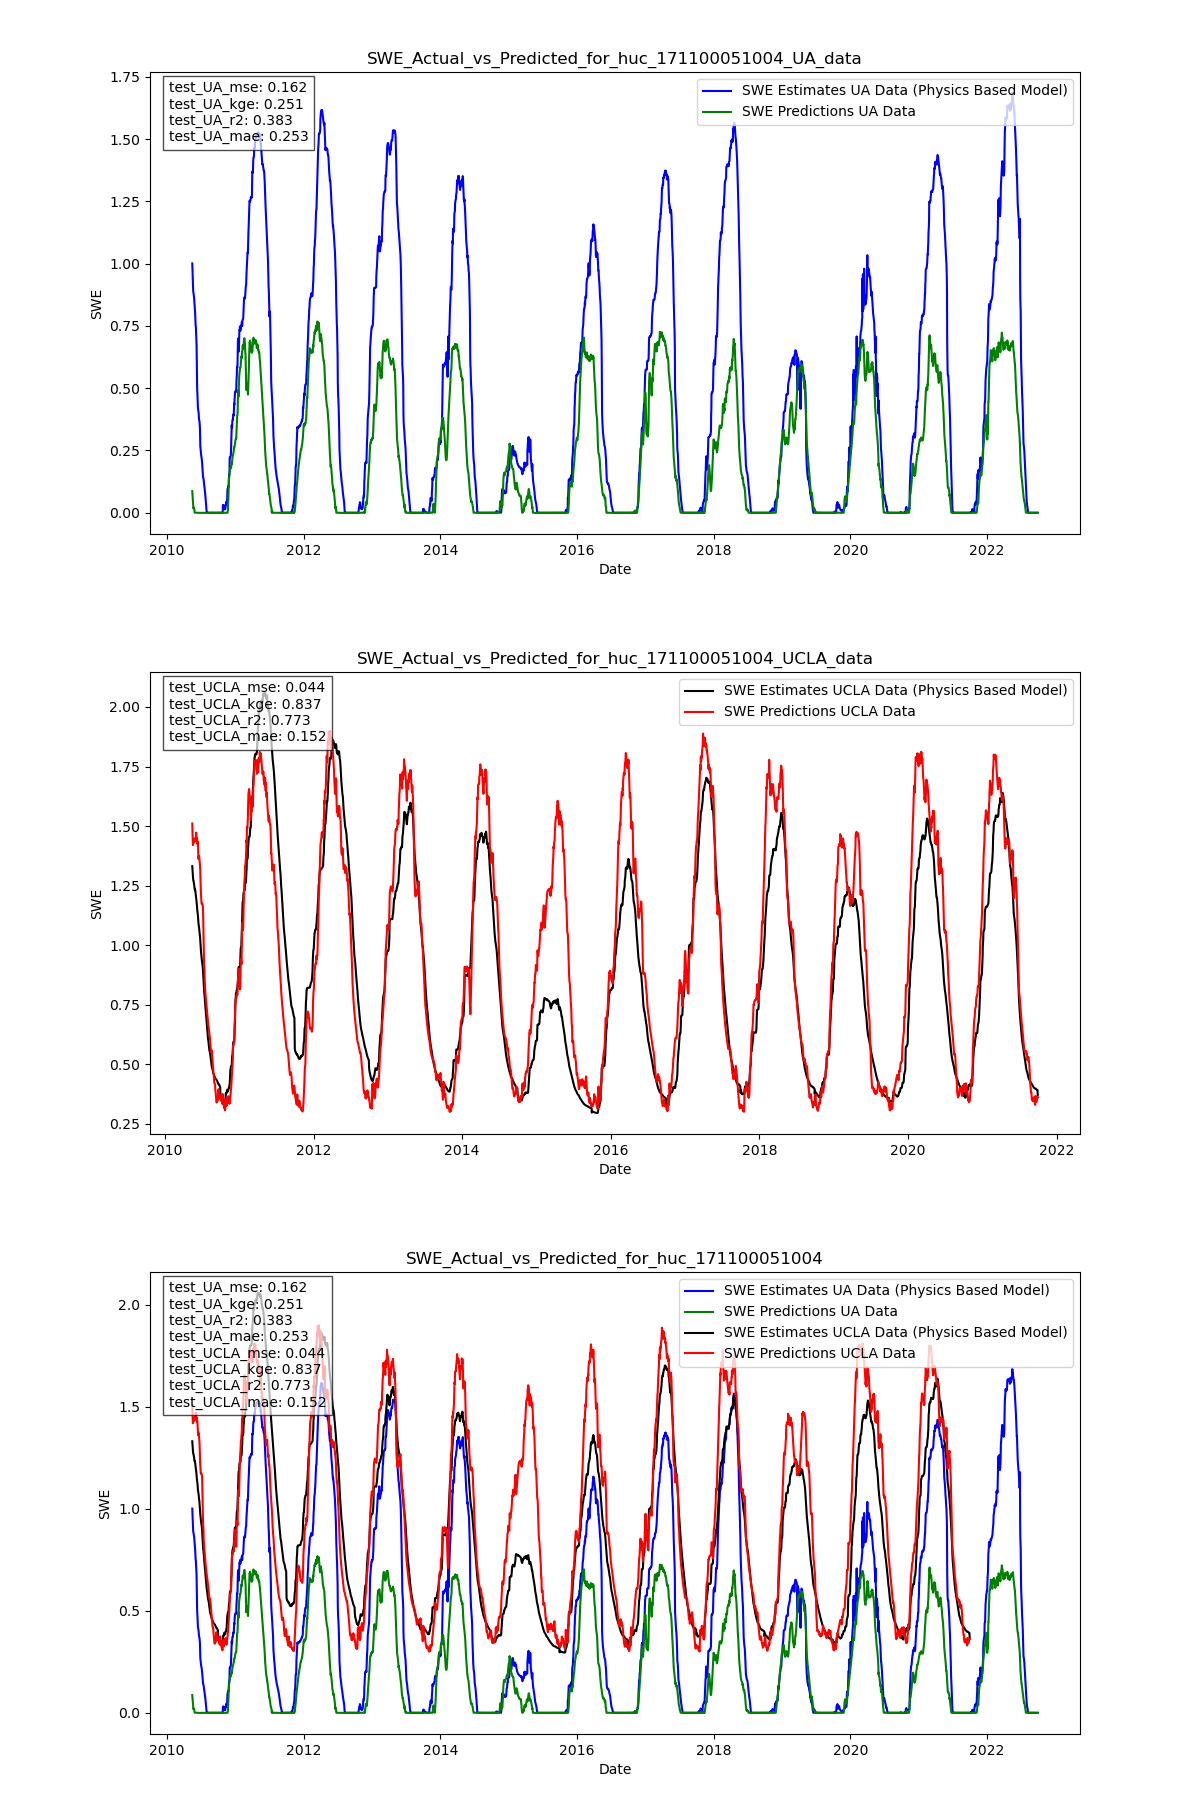 SWE_Actual_vs_Predicted_for_huc_171100051004_UA_data
test_UA_mse: 0.162
test_UA_kge: 0.251
test_UA_r2: 0.383
test_UA_mae: 0.253
SWE Estimates UA Data (Physics Based Model)
SWE Predictions UA Data
1.75
1.50
1.25
1.00
0.75
0.50
0.25
0.00
SWE
2010 2012 2014 2016 2018 2020 2022
Date
SWE_Actual_vs_Predicted_for_huc_171100051004_UCLA_data
test_UCLA_mse: 0.044
test_UCLA_kge: 0.837
test_UCLA_r2: 0.773
test_UCLA_mae: 0.152
SWE Estimates UCLA Data (Physics Based Model)
SWE Predictions UCLA Data
2.00
1.75
1.50
1.25
1.00
0.75
0.50
0.25
SWE
2010 2012 2014 2016 2018 2020 2022
Date
SWE_Actual_vs_Predicted_for_huc_171100051004
test_UA_mse: 0.162
test_UA_kge: 0.251
test_UA_r2: 0.383
test_UA_mae: 0.253
test_UCLA_mse: 0.044
test_UCLA_kge: 0.837
test_UCLA_r2: 0.773
test_UCLA_mae: 0.152
SWE Estimates UA Data (Physics Based Model)
SWE Predictions UA Data
SWE Estimates UCLA Data (Physics Based Model)
SWE Predictions UCLA Data
2.0
1.5
1.0
0.5
0.0
SWE
2010 2012 2014 2016 2018 2020 2022
Date